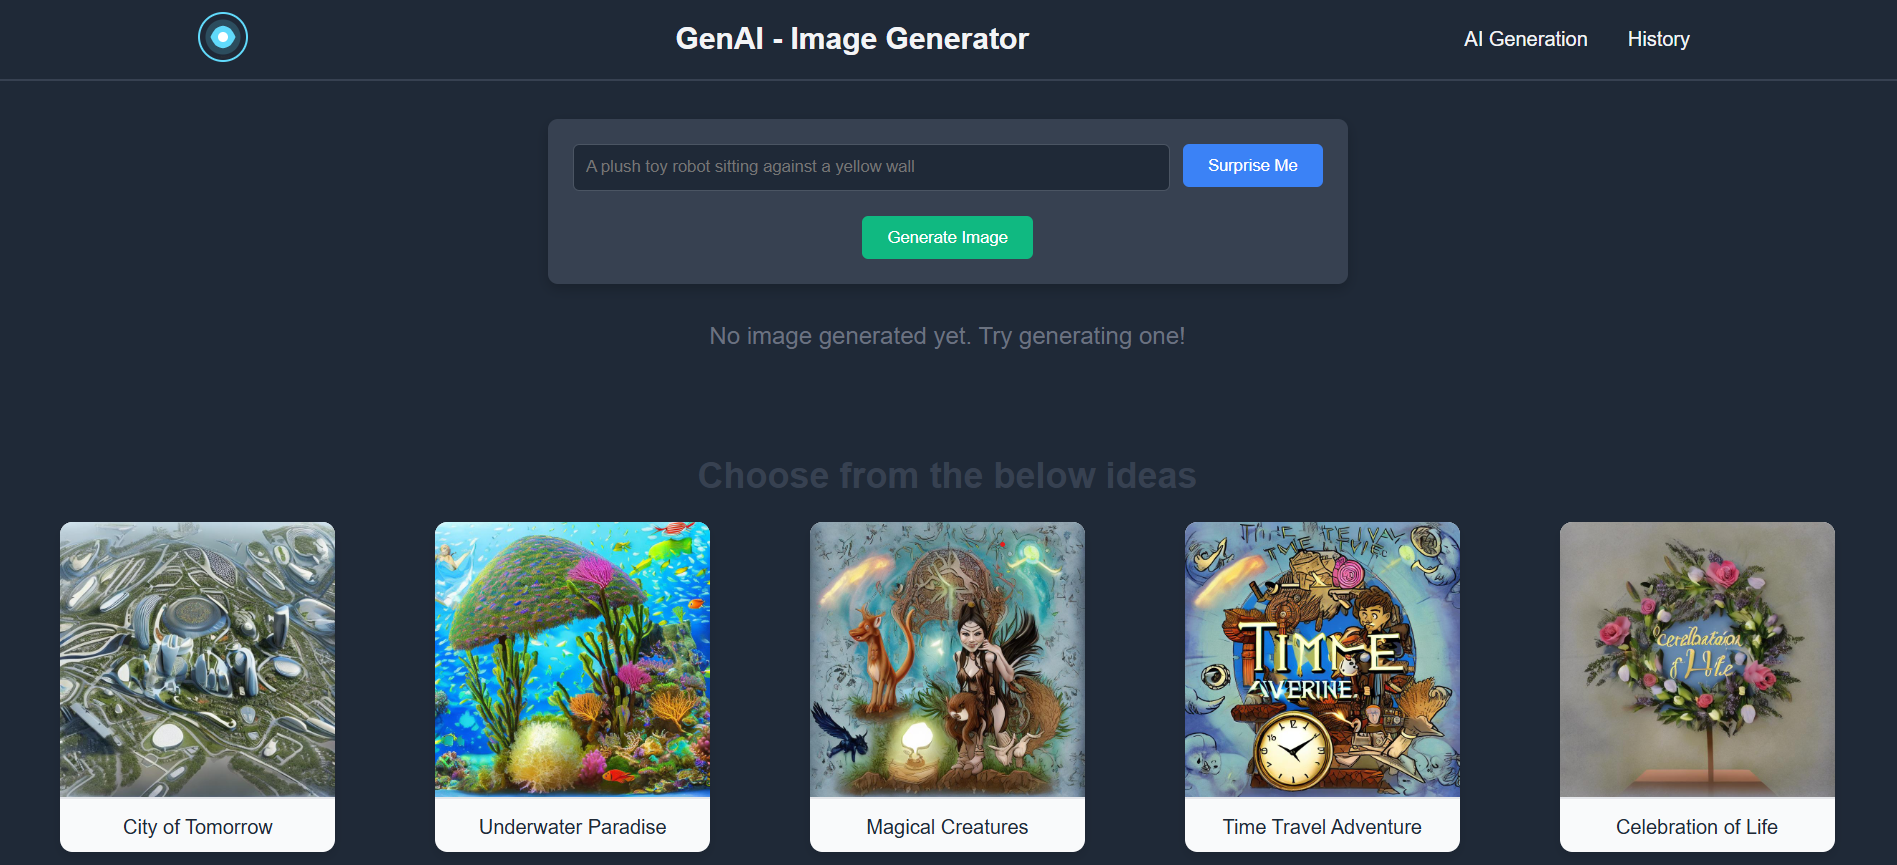 GenAI - Image Generator
AI Generation
History
A plush toy robot sitting against a yellow wall
Surprise Me
Generate Image
No image generated yet. Try generating one!
Choose from the below ideas
TIMME
AVERINE.
of Life
City of Tomorrow
Underwater Paradise
Magical Creatures
Time Travel Adventure
Celebration of Life